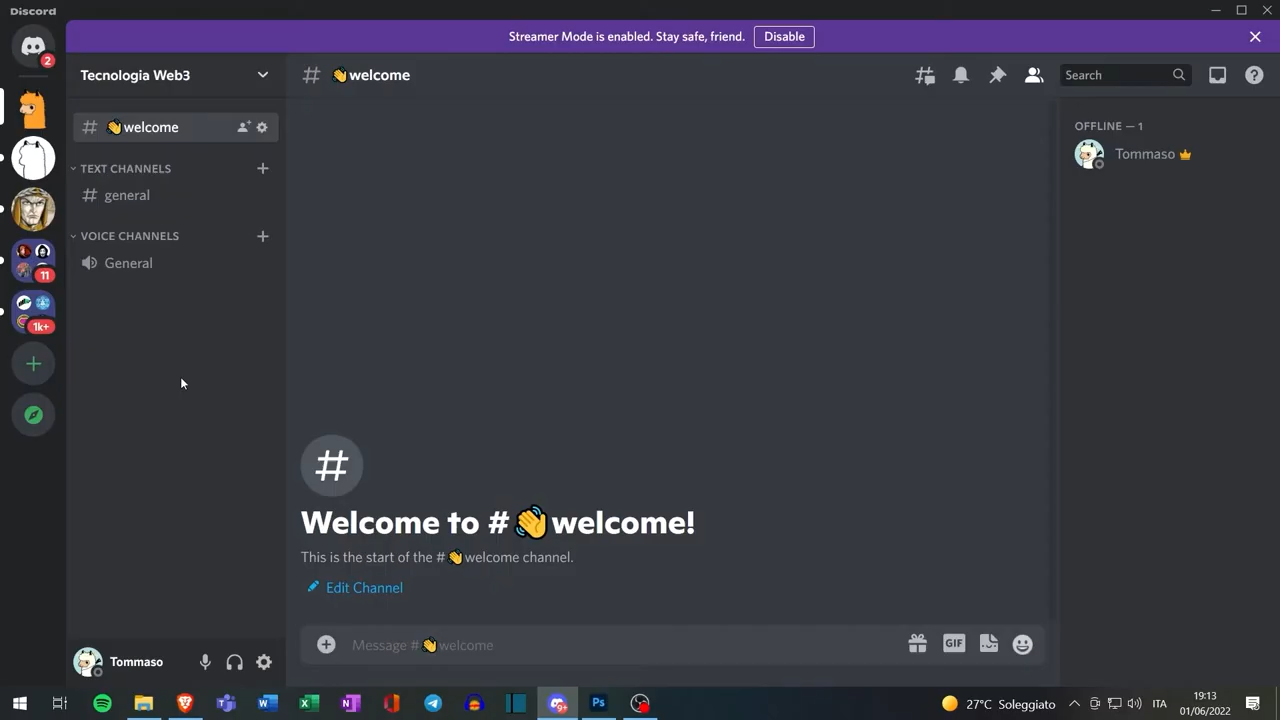 Discord
Streamer Mode is enabled. Stay safe, friend.
Disable
2
Tecnologia Web3
# 👋welcome
Search
# 👋welcome
TEXT CHANNELS
# general
VOICE CHANNELS
General
11
1k+
OFFLINE — 1
Tommaso
#
Welcome to #👋welcome!
This is the start of the #👋welcome channel.
Edit Channel
Message #👋welcome
GIF
Tommaso
W
X
N
9+
Ps
27°C Soleggiato
ITA
19:13
01/06/2022